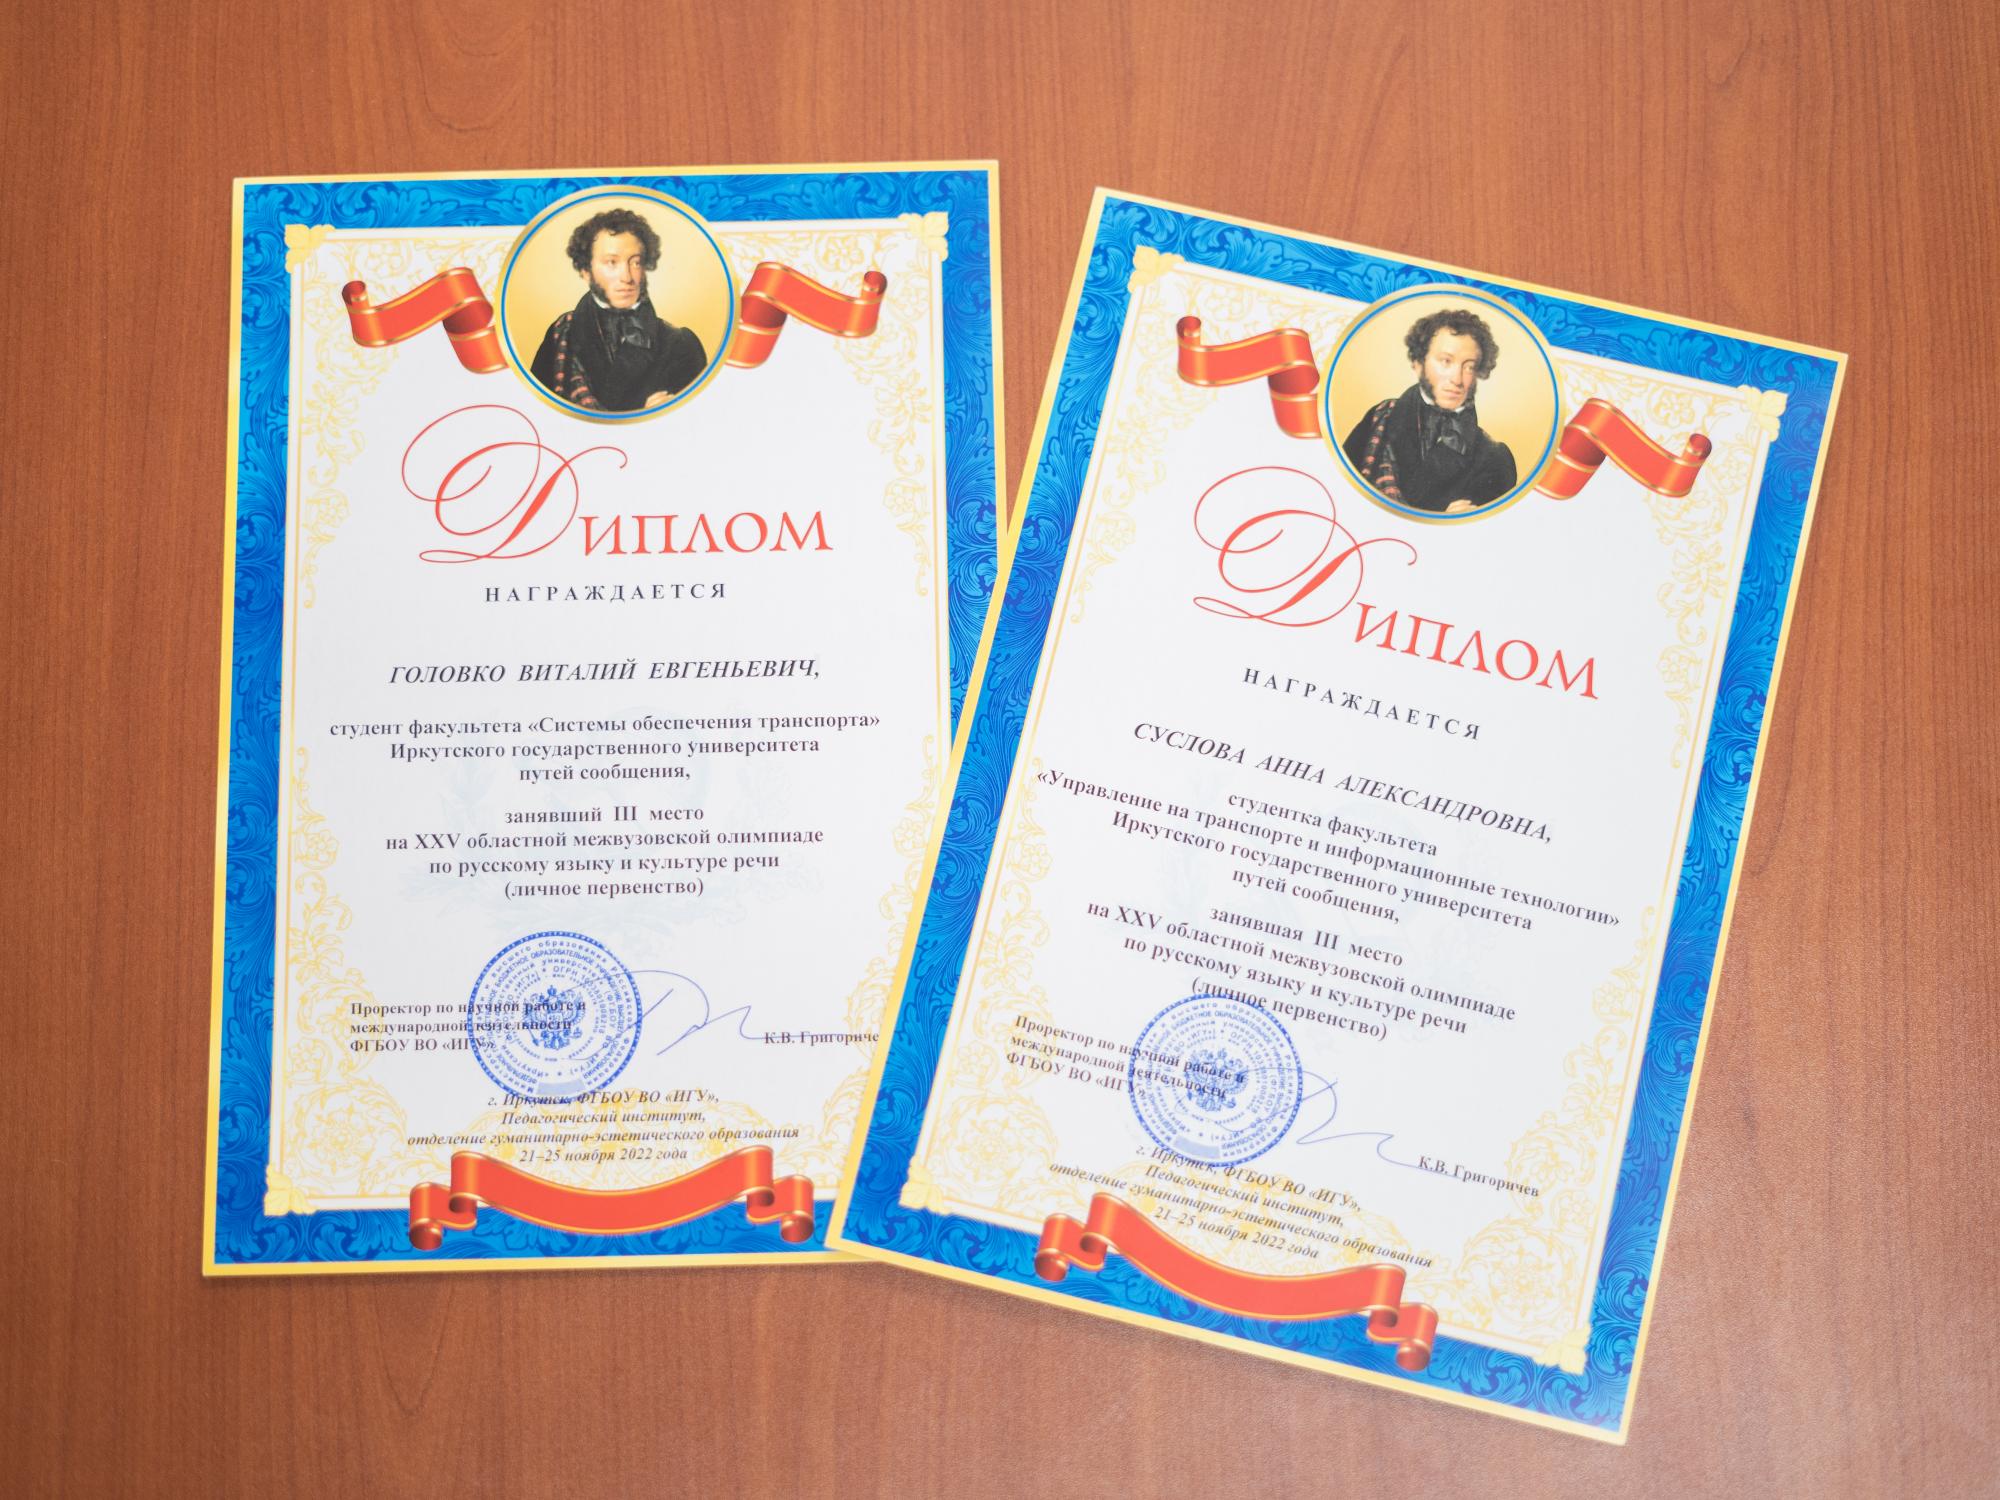 Диплом
НАГРАЖДАЕТСЯ
ГОЛОВКО ВИТАЛИЙ ЕВГЕНЬЕВИЧ,
студент факультета «Системы обеспечения транспорта»
Иркутского государственного университета
путей сообщения,
занявший III место
на XXV областной межвузовской олимпиаде
по русскому языку и культуре речи
(личное первенство)
Проректор по научной работе и
международной деятельности
ФГБОУ ВО «ИГУ»
К.В. Григориче
г. Иркутск, ФГБОУ ВО «ИГУ»,
Педагогический институт,
отделение гуманитарно-эстетического образования
21–25 ноября 2022 года
Диплом
НАГРАЖДАЕТСЯ
СУСЛОВА АННА АЛЕКСАНДРОВНА,
студентка факультета
«Управление на транспорте и информационные технологии»
Иркутского государственного университета
путей сообщения,
занявшая III место
на XXV областной межвузовской олимпиаде
по русскому языку и культуре речи
(личное первенство)
Проректор по научной работе и
международной деятельности
ФГБОУ ВО «ИГУ»
К.В. Григоричев
г. Иркутск, ФГБОУ ВО «ИГУ»,
Педагогический институт,
отделение гуманитарно-эстетического образования
21–25 ноября 2022 года